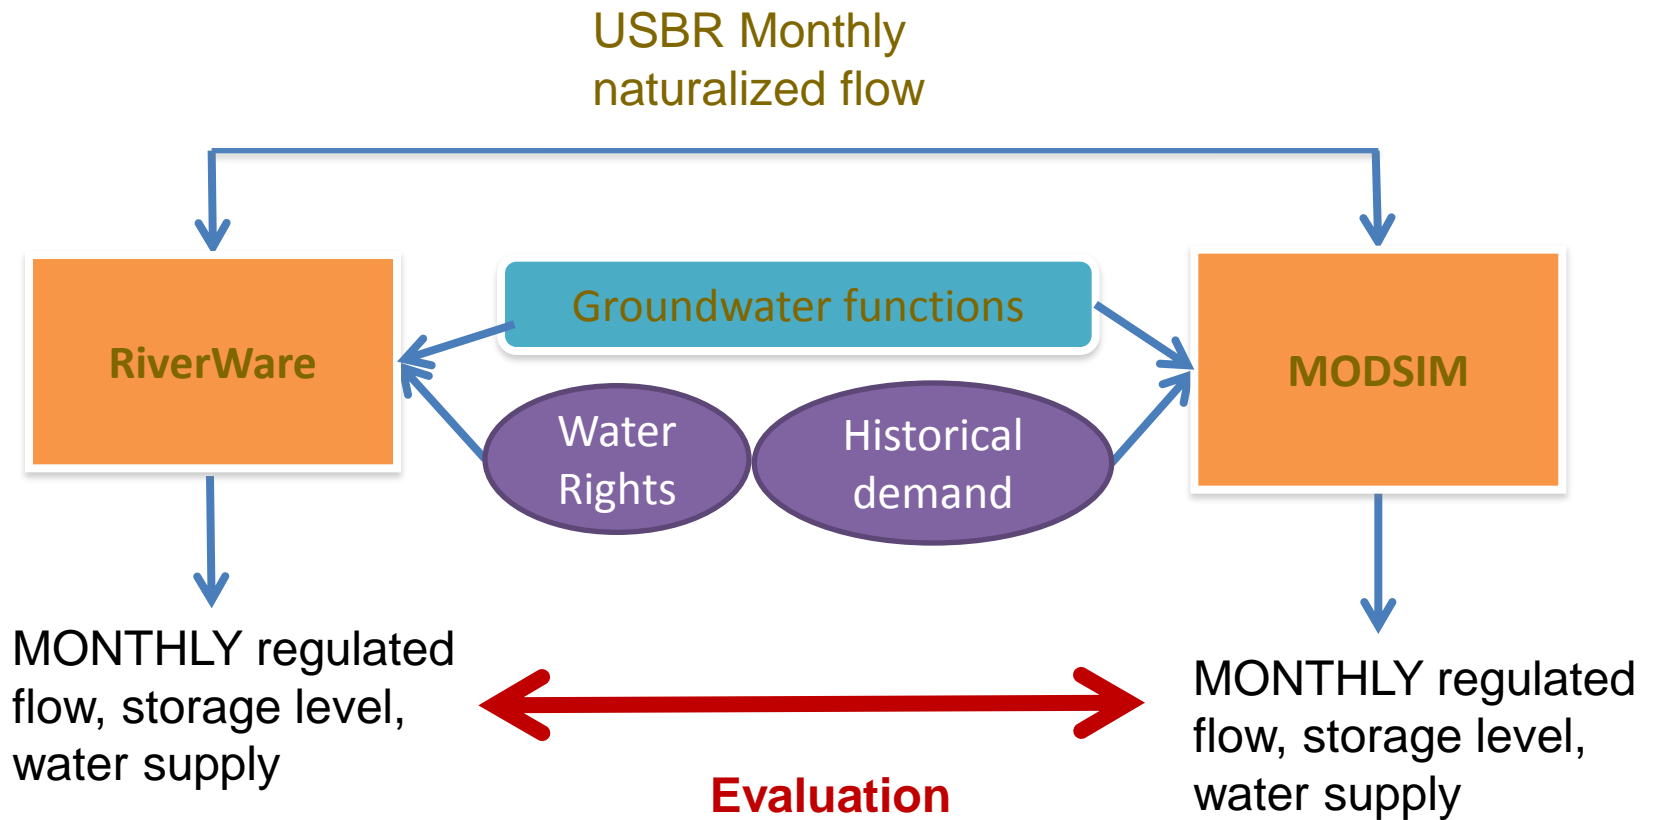 USBR Monthly
naturalized flow
Groundwater functions
RiverWare
MODSIM
Water
Rights
Historical
demand
MONTHLY regulated
flow, storage level,
water supply
MONTHLY regulated
flow, storage level,
water supply
Evaluation